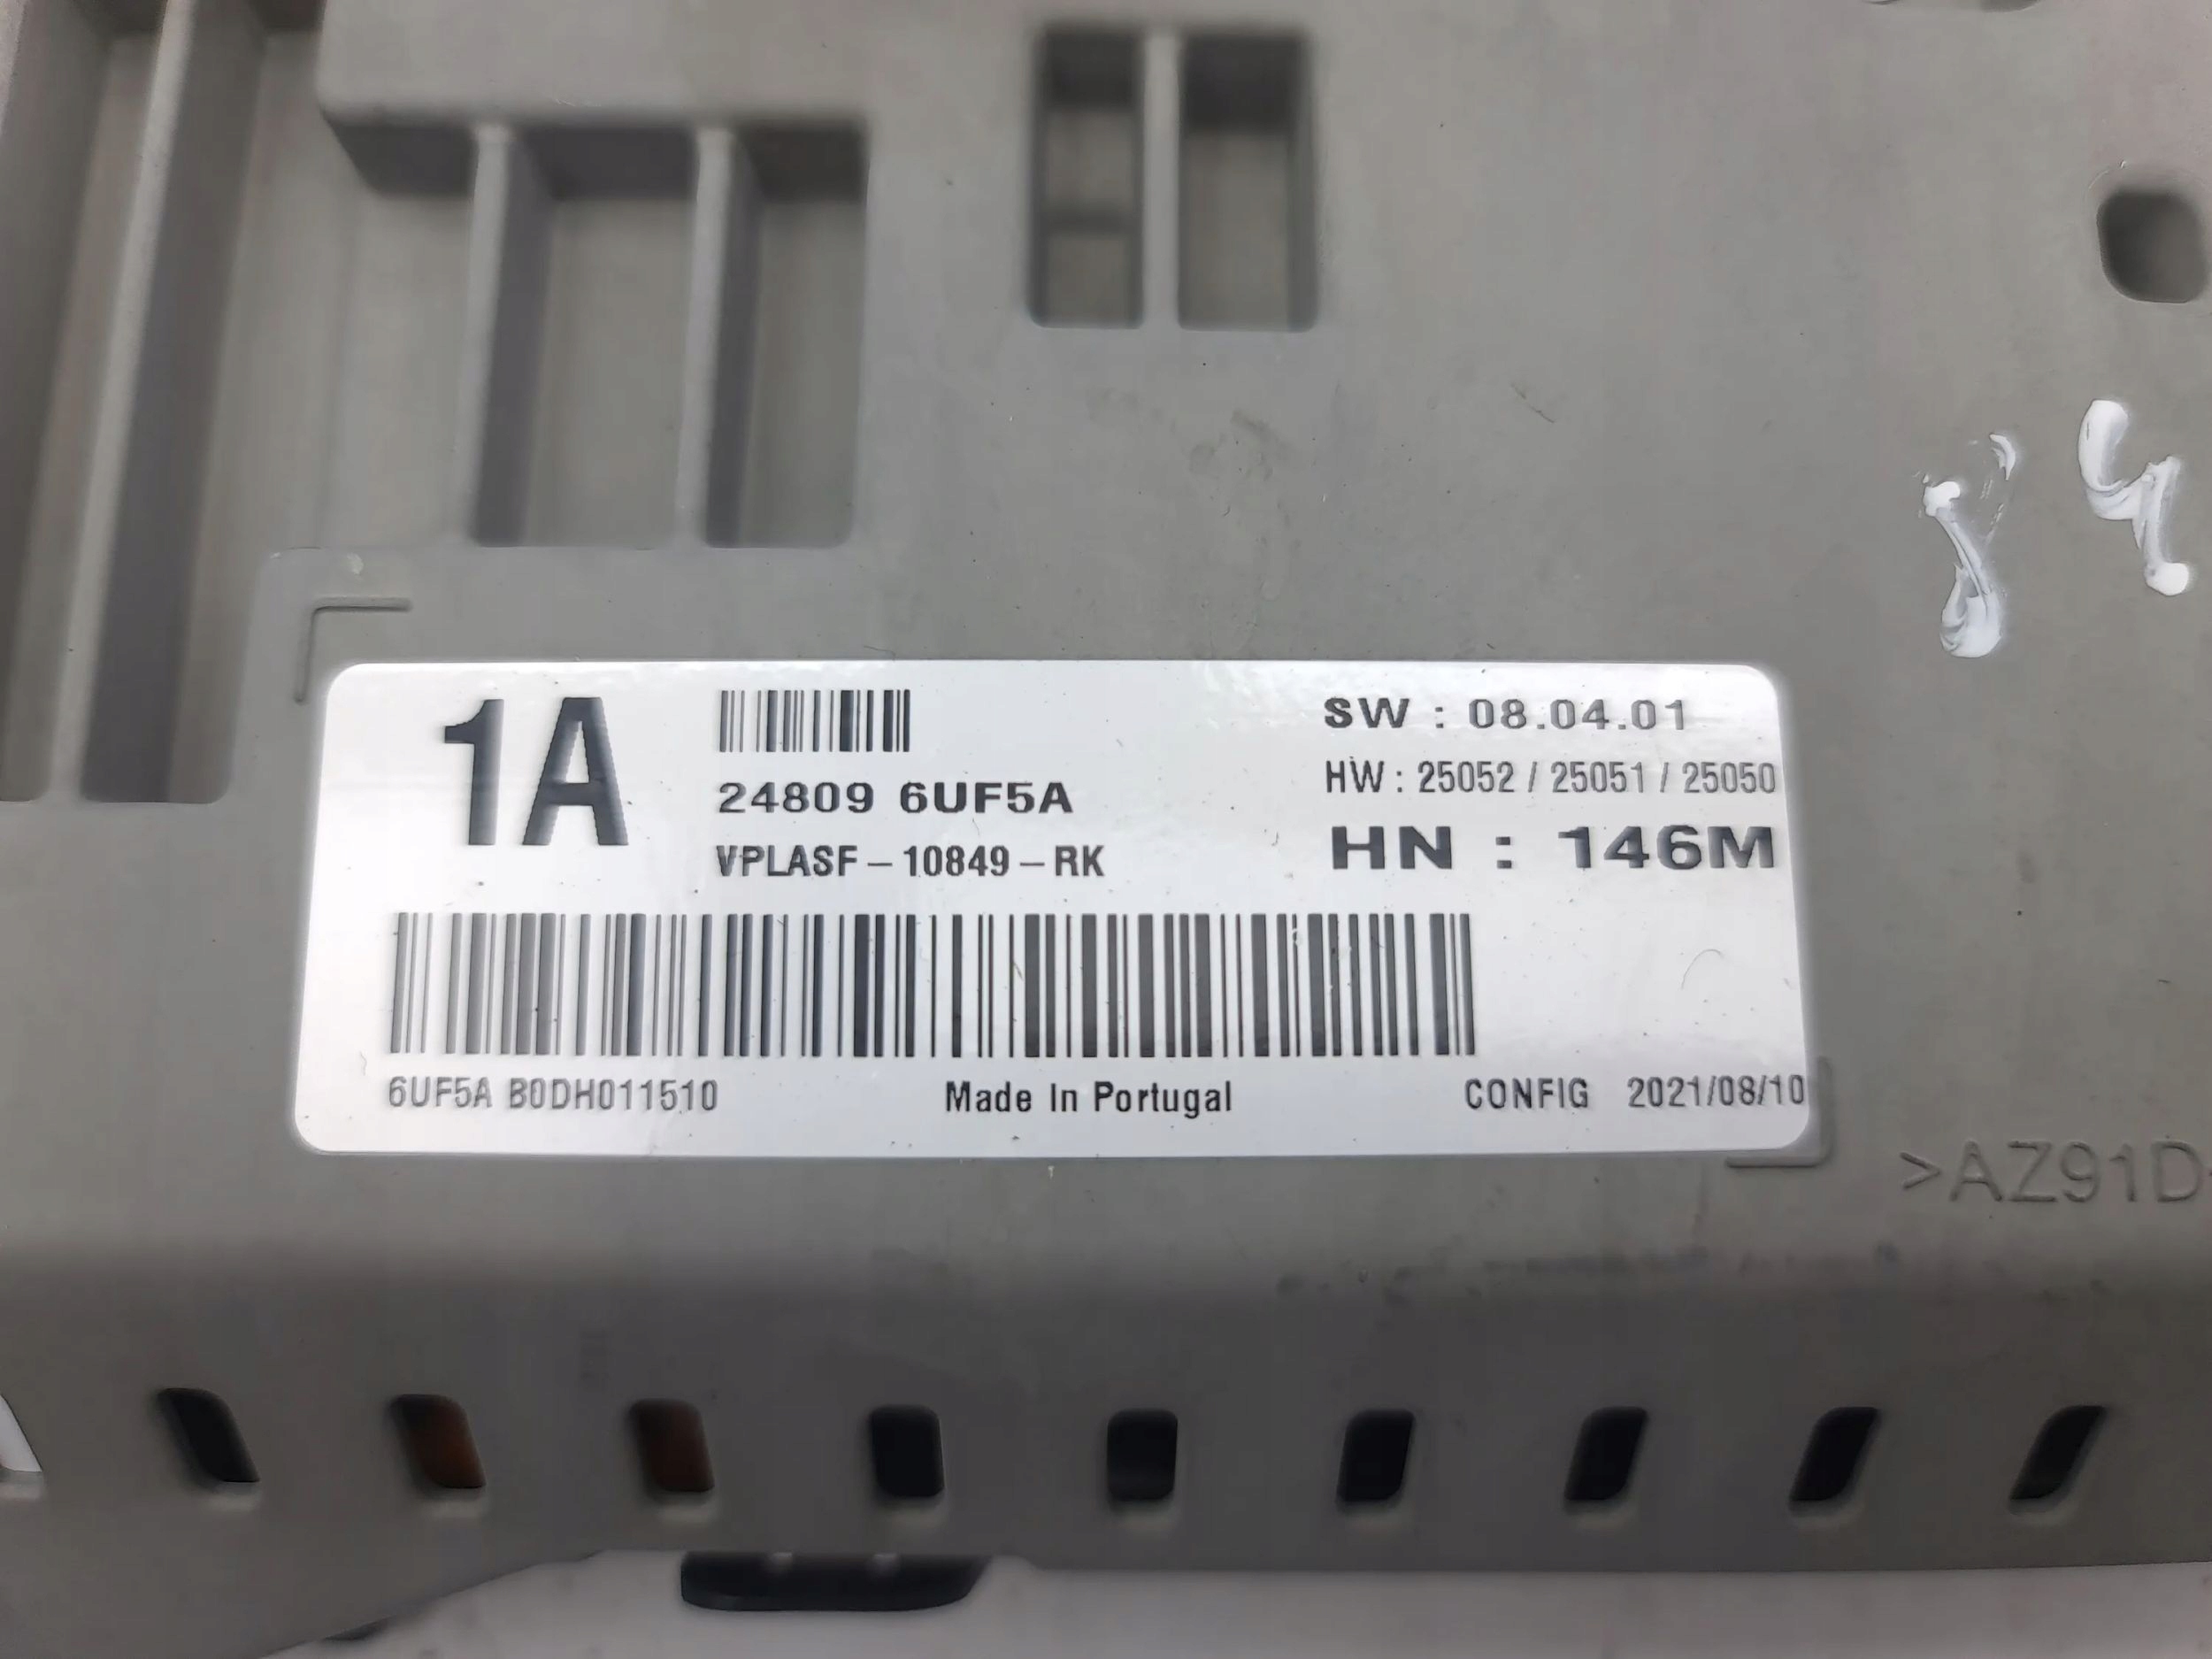 84
1A
24809 6UF5A
VPLASF-10849-RK
SW : 08.04.01
HW : 25052 / 25051 / 25050
HN : 146M
6UF5A B0DH011510
Made In Portugal
CONFIG 2021/08/10
>AZ91D